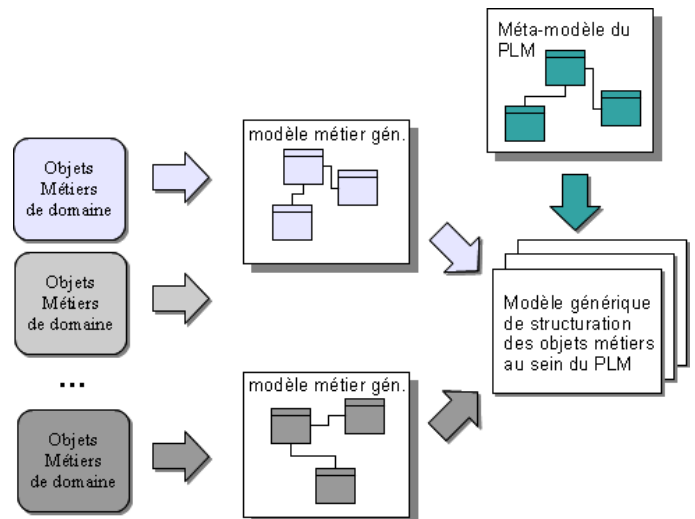 Méta-modèle du
PLM
modèle métier gén.
Objets
Métiers
de domaine
Objets
Métiers
de domaine
...
Modèle générique
de structuration
des objets métiers
au sein du PLM
modèle métier gén.
Objets
Métiers
de domaine